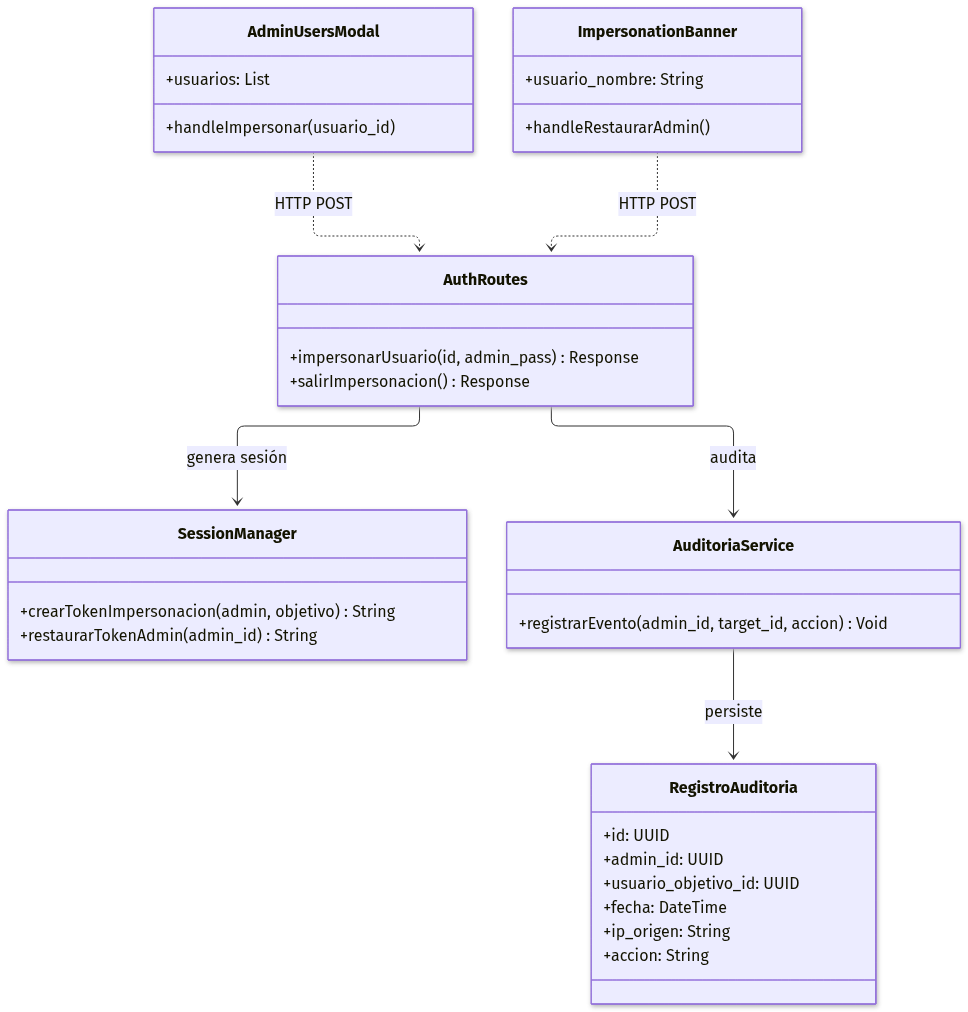 AdminUsersModal
+usuarios: List
+handleImpersonar(usuario_id)
ImpersonationBanner
+usuario_nombre: String
+handleRestaurarAdmin()
HTTP POST
HTTP POST
AuthRoutes
+impersonarUsuario(id, admin_pass) : Response
+salirImpersonacion() : Response
genera sesión
audita
SessionManager
+crearTokenImpersonacion(admin, objetivo) : String
+restaurarTokenAdmin(admin_id) : String
AuditoriaService
+registrarEvento(admin_id, target_id, accion) : Void
persiste
RegistroAuditoria
+id: UUID
+admin_id: UUID
+usuario_objetivo_id: UUID
+fecha: DateTime
+ip_origen: String
+accion: String